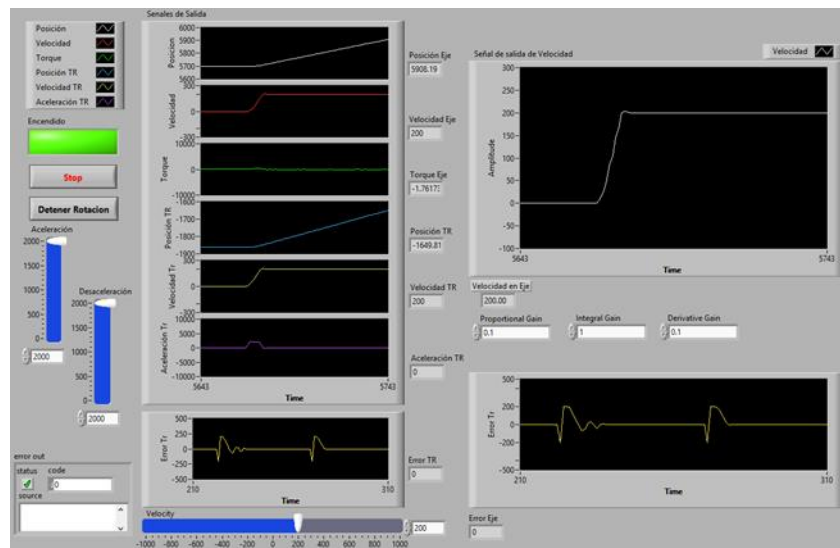 Senales de Salida
Posición
Velocidad
Torque
Posición TR
Velocidad TR
Aceleración TR
Encendido
Stop
Detener Rotacion
Aceleración
2000
1500
1000
500
0
2000
Desaceleración
2000
1500
1000
500
0
2000
error out
status code
0
source
Posicion
6000
5900
5800
5700
5600
Velocidad
300
0
-300
Torque
10000
0
-10000
Posición TR
-1600
-1700
-1800
-1900
Velocidad Tr
300
0
-300
Aceleración Tr
10000
5000
0
-5000
-10000
5643 5743
Time
Error Tr
500
250
0
-250
-500
210 310
Time
Velocity
-1000 -800 -600 -400 -200 0 200 400 600 800 1000
200
Posición Eje
5908.19
Velocidad Eje
200
Torque Eje
-1.7617
Posición TR
-1649.81
Velocidad TR
200
Aceleración TR
0
Error TR
0
Señal de salida de Velocidad
Velocidad
Amplitude
300
250
200
150
100
50
0
-50
-100
5643 5743
Time
Velocidad en Eje
200.00
Proportional Gain Integral Gain Derivative Gain
0.1 1 0.1
Error Tr
500
200
0
-200
-500
210 310
Time
Error Eje
0